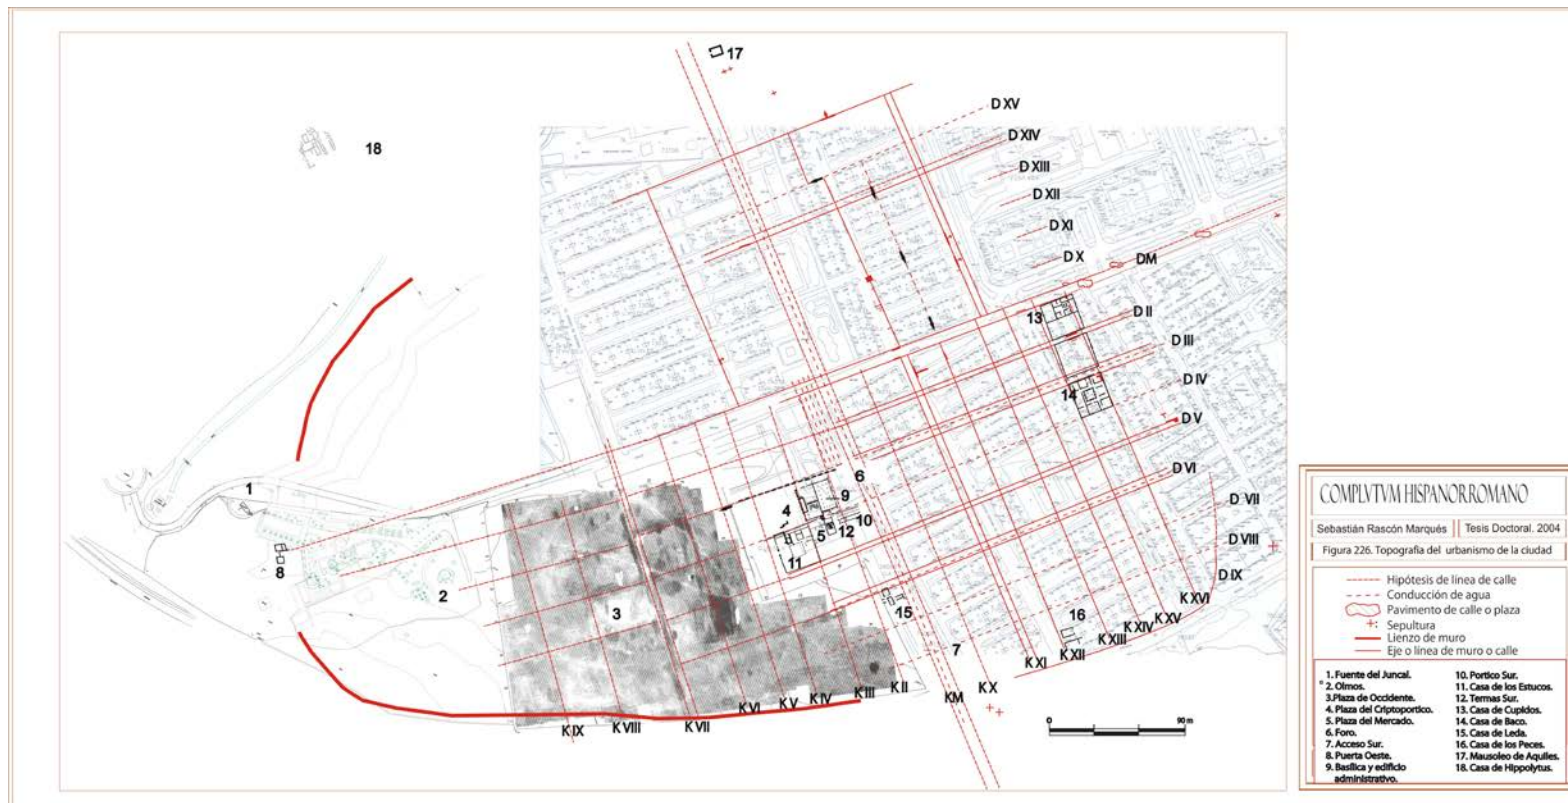 17
D XV
D XIV
18
D XIII
D XII
D XI
D X
DM
13
D II
D III
D IV
14
D V
6
D VI
1
9
4
10
5
12
D VII
11
D VIII
8
D IX
2
3
15
16
K XVI
K XV
K XIV
K XIII
7
K XII
K XI
K X
KM
K II
K III
K IV
K V
K VI
K VII
K VIII
K IX
0 90 m
COMPLVTVM HISPANORROMANO
Sebastián Rascón Marqués Tesis Doctoral. 2004
Figura 226. Topografia del urbanismo de la ciudad
Hipótesis de línea de calle
Conducción de agua
Pavimento de calle o plaza
Sepultura
Lienzo de muro
Eje o línea de muro o calle
1. Fuente del Juncal.
2. Olmos.
3.Plaza de Occidente.
4. Plaza del Criptoportico.
5. Plaza del Mercado.
6. Foro.
7. Acceso Sur.
8. Puerta Oeste.
9. Basílica y edificio
administrativo.
10. Portico Sur.
11. Casa de los Estucos.
12. Termas Sur.
13. Casa de Cupidos.
14. Casa de Baco.
15. Casa de Leda.
16. Casa de los Peces.
17. Mausoleo de Aquiles.
18. Casa de Hippolytus.